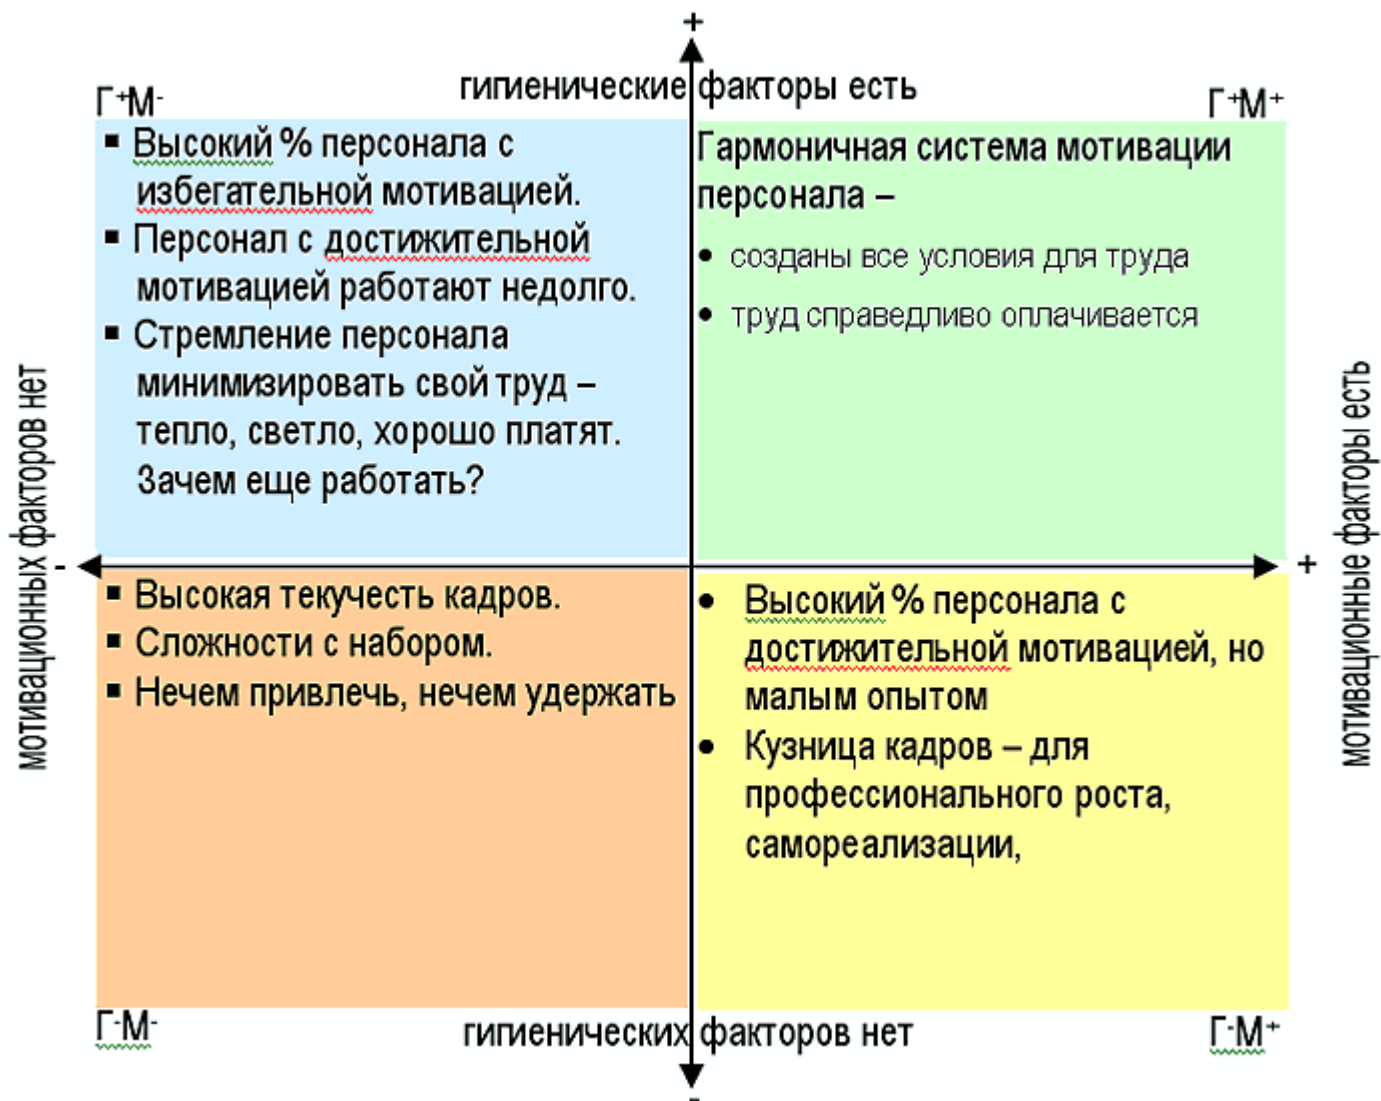 +
гигиенические факторы есть
Г⁺М⁻
Г⁺М⁺
▪ Высокий % персонала с
избегательной мотивацией.
▪ Персонал с достижительной
мотивацией работают недолго.
▪ Стремление персонала
минимизировать свой труд –
тепло, светло, хорошо платят.
Зачем еще работать?
Гармоничная система мотивации
персонала –
• созданы все условия для труда
• труд справедливо оплачивается
мотивационных факторов нет
-
+
мотивационные факторы есть
▪ Высокая текучесть кадров.
▪ Сложности с набором.
▪ Нечем привлечь, нечем удержать
• Высокий % персонала с
достижительной мотивацией, но
малым опытом
• Кузница кадров – для
профессионального роста,
самореализации,
Г⁻М⁻
гигиенических факторов нет
Г⁻М⁺
-